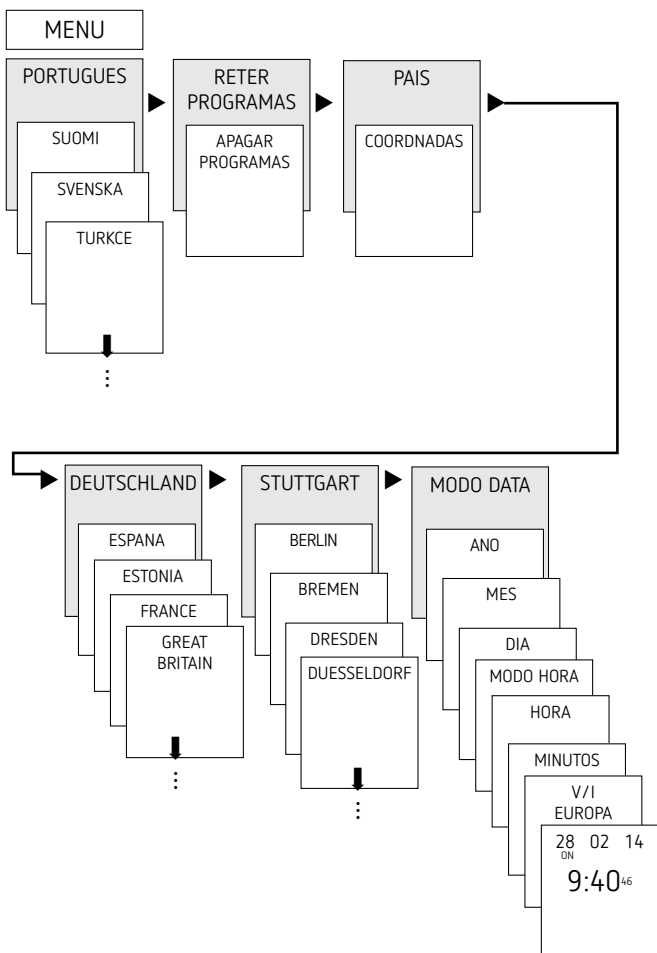 MENU
PORTUGUES
SUOMI
SVENSKA
TURKCE
RETER
PROGRAMAS
APAGAR
PROGRAMAS
PAIS
COORDNADAS
DEUTSCHLAND
ESPANA
ESTONIA
FRANCE
GREAT
BRITAIN
STUTTGART
BERLIN
BREMEN
DRESDEN
DUESSELDORF
MODO DATA
ANO
MES
DIA
MODO HORA
HORA
MINUTOS
V/I
EUROPA
28 02 14
ON
9:40 46